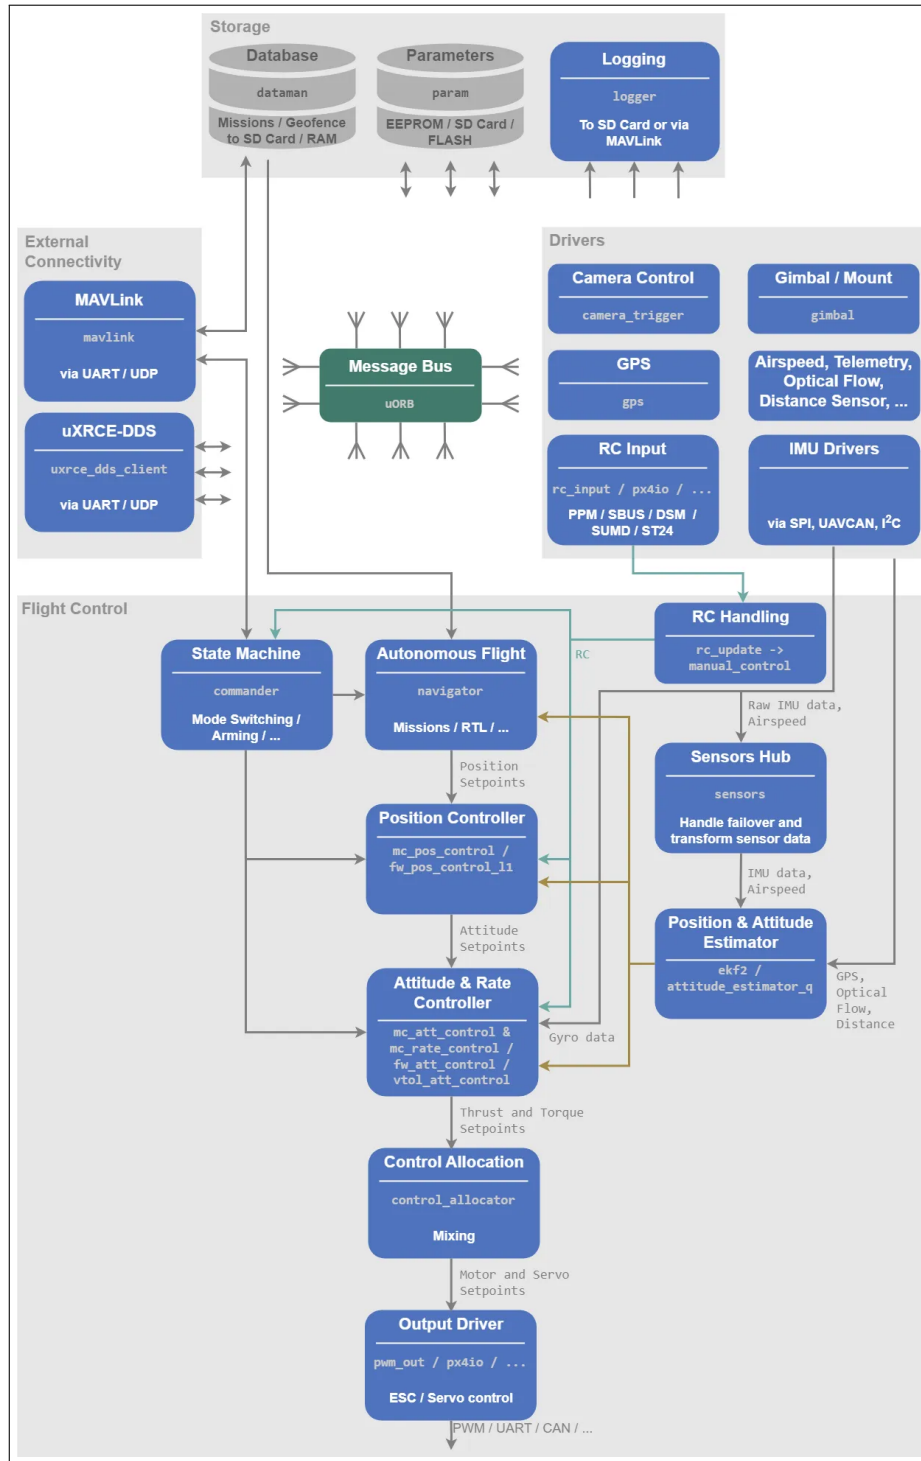 Storage
Database
dataman
Missions / Geofence
to SD Card / RAM
Parameters
param
EEPROM / SD Card /
FLASH
Logging
logger
To SD Card or via
MAVLink
External
Connectivity
MAVLink
mavlink
via UART / UDP
uXRCE-DDS
uxrce_dds_client
via UART / UDP
Message Bus
uORB
Drivers
Camera Control
camera_trigger
Gimbal / Mount
gimbal
GPS
gps
Airspeed, Telemetry,
Optical Flow,
Distance Sensor, ...
RC Input
rc_input / px4io / ...
PPM / SBUS / DSM /
SUMD / ST24
IMU Drivers
via SPI, UAVCAN, I²C
Flight Control
State Machine
commander
Mode Switching /
Arming / ...
Autonomous Flight
navigator
Missions / RTL / ...
RC
RC Handling
rc_update ->
manual_control
Raw IMU data,
Airspeed
Sensors Hub
sensors
Handle failover and
transform sensor data
Position
Setpoints
Position Controller
mc_pos_control /
fw_pos_control_l1
IMU data,
Airspeed
Position & Attitude
Estimator
ekf2 /
attitude_estimator_q
GPS,
Optical
Flow,
Distance
Attitude
Setpoints
Attitude & Rate
Controller
mc_att_control &
mc_rate_control /
fw_att_control /
vtol_att_control
Gyro data
Thrust and Torque
Setpoints
Control Allocation
control_allocator
Mixing
Motor and Servo
Setpoints
Output Driver
pwm_out / px4io / ...
ESC / Servo control
PWM / UART / CAN / ...